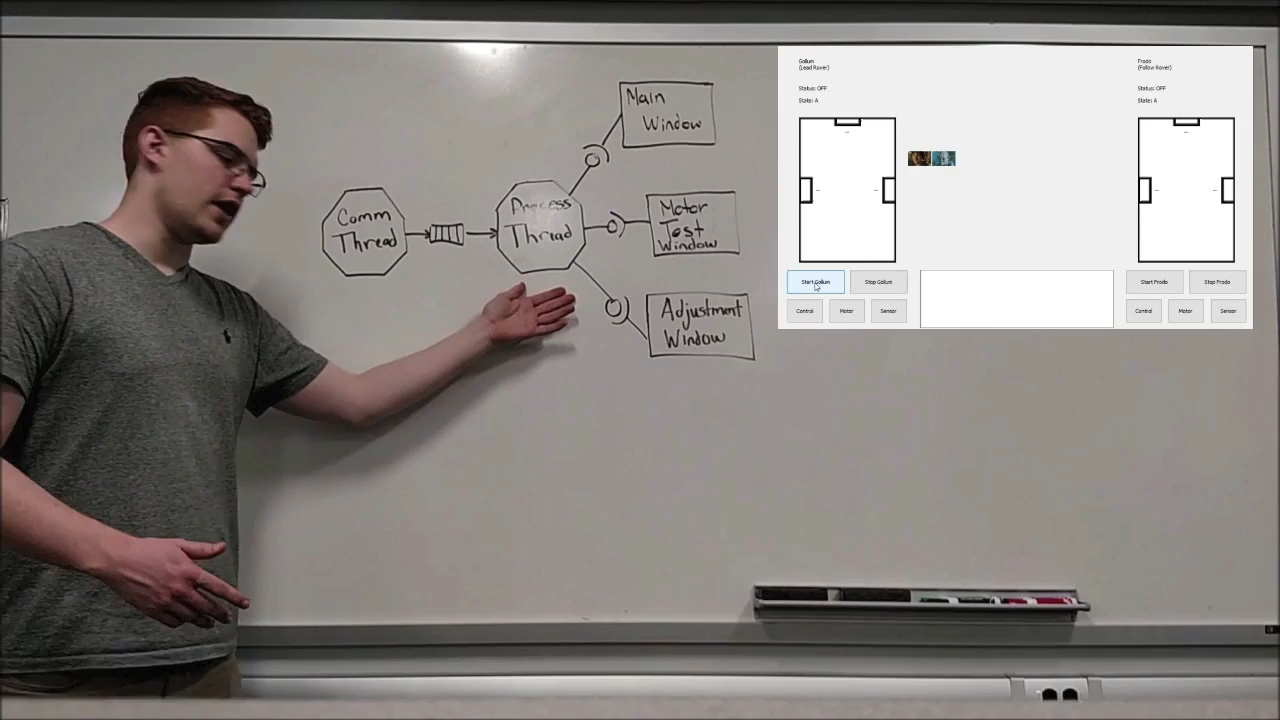 Comm
Thread
Process
Thread
Main
Window
Motor
Test
Window
Adjustment
Window
Gollum
(Lead Rover)
Status: OFF
State: A
Start Gollum
Stop Gollum
Control
Motor
Sensor
Frodo
(Follow Rover)
Status: OFF
State: A
Start Frodo
Stop Frodo
Control
Motor
Sensor